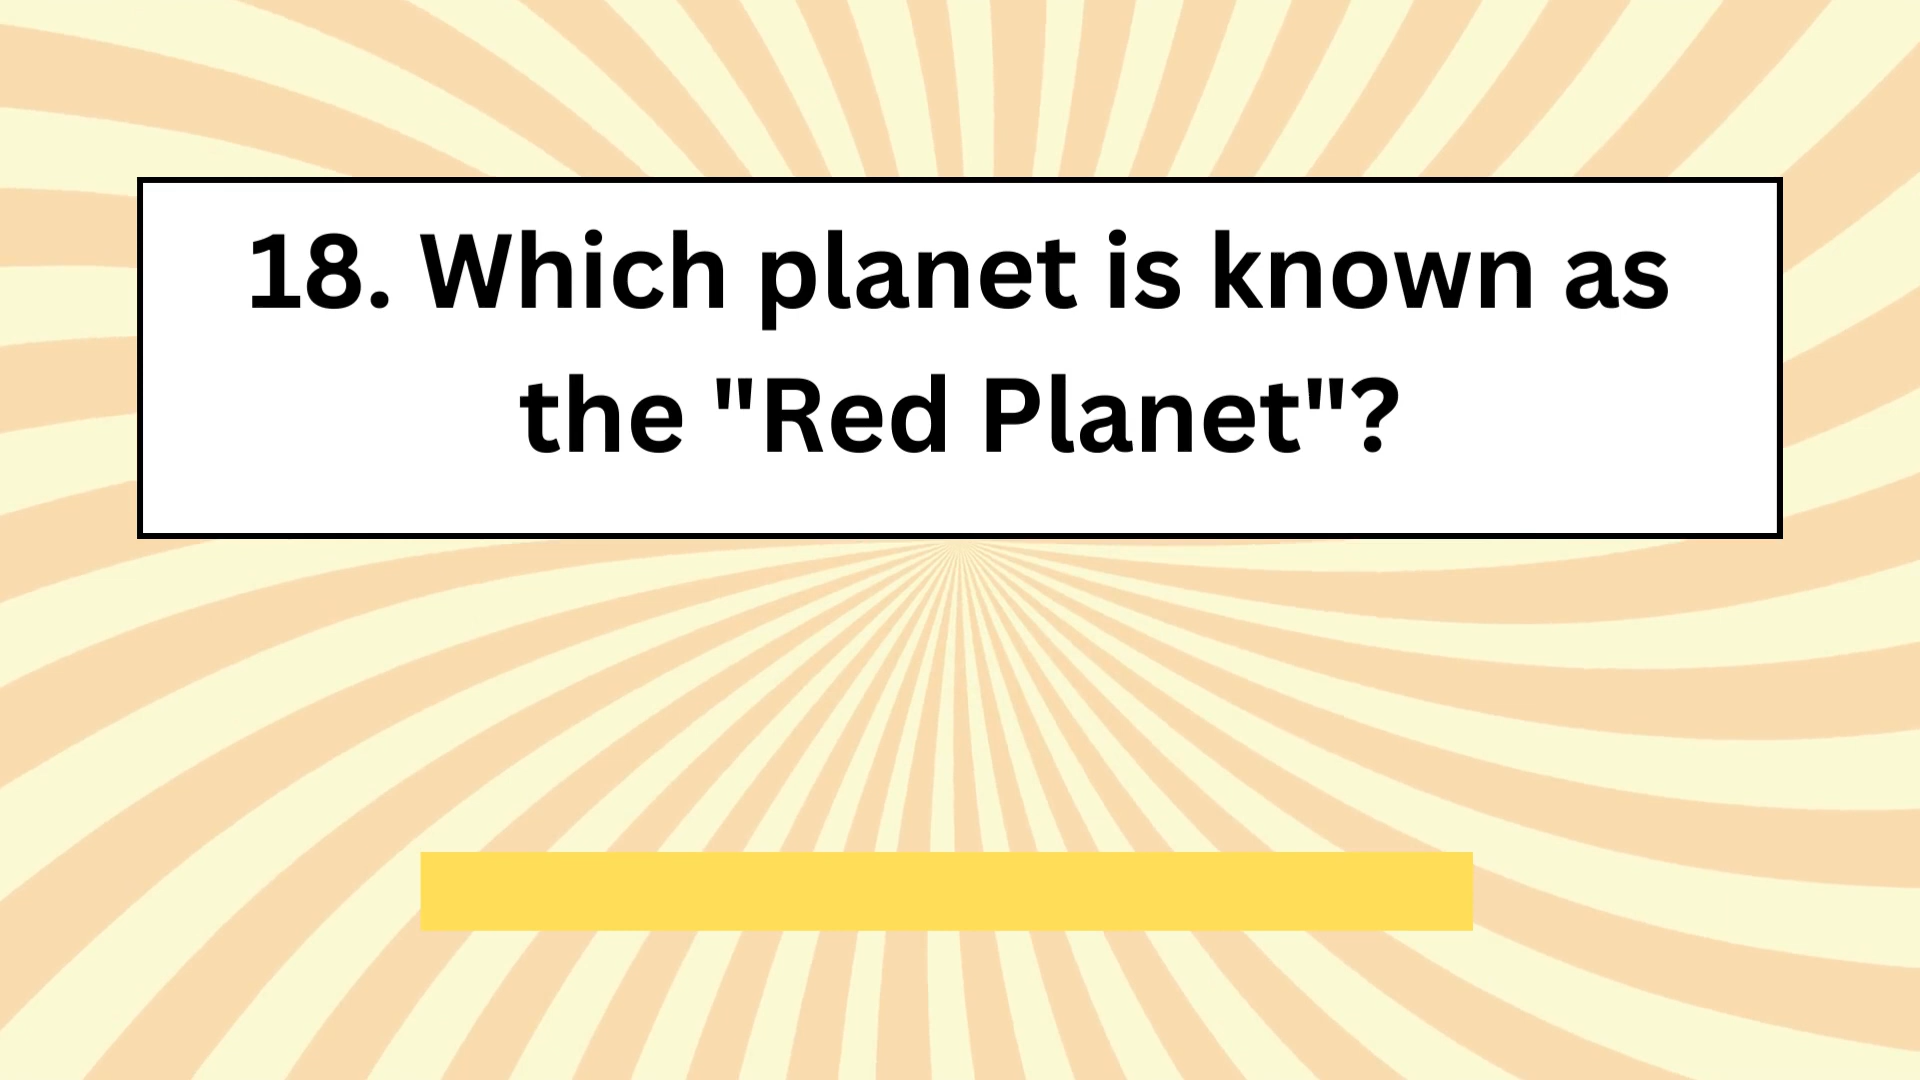 18. Which planet is known as
the "Red Planet"?